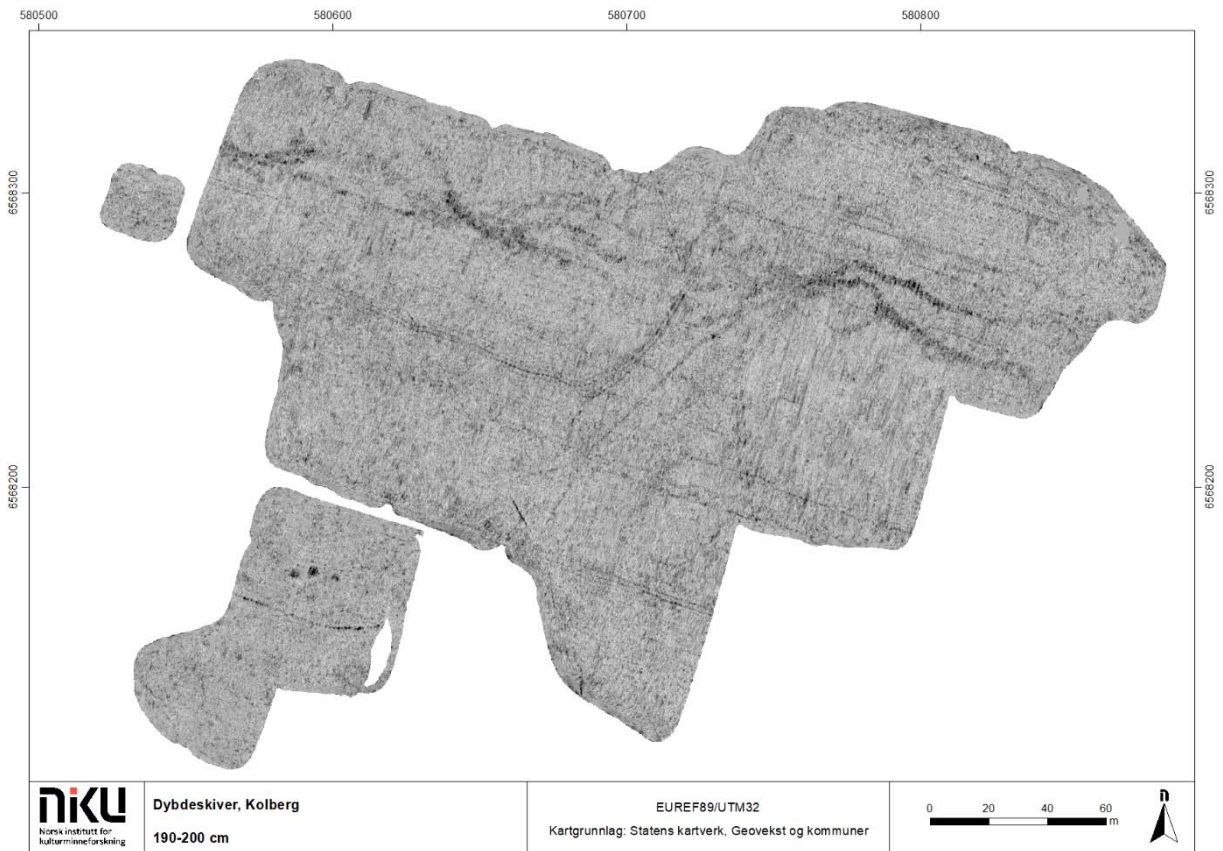 580500 580600 580700 580800
6568300 6568300
6568200 6568200
NIKU
Norsk institutt for
kulturminneforskning
Dybdeskiver, Kolberg
190-200 cm
EUREF89/UTM32
Kartgrunnlag: Statens kartverk, Geovekst og kommuner
0 20 40 60
m
n